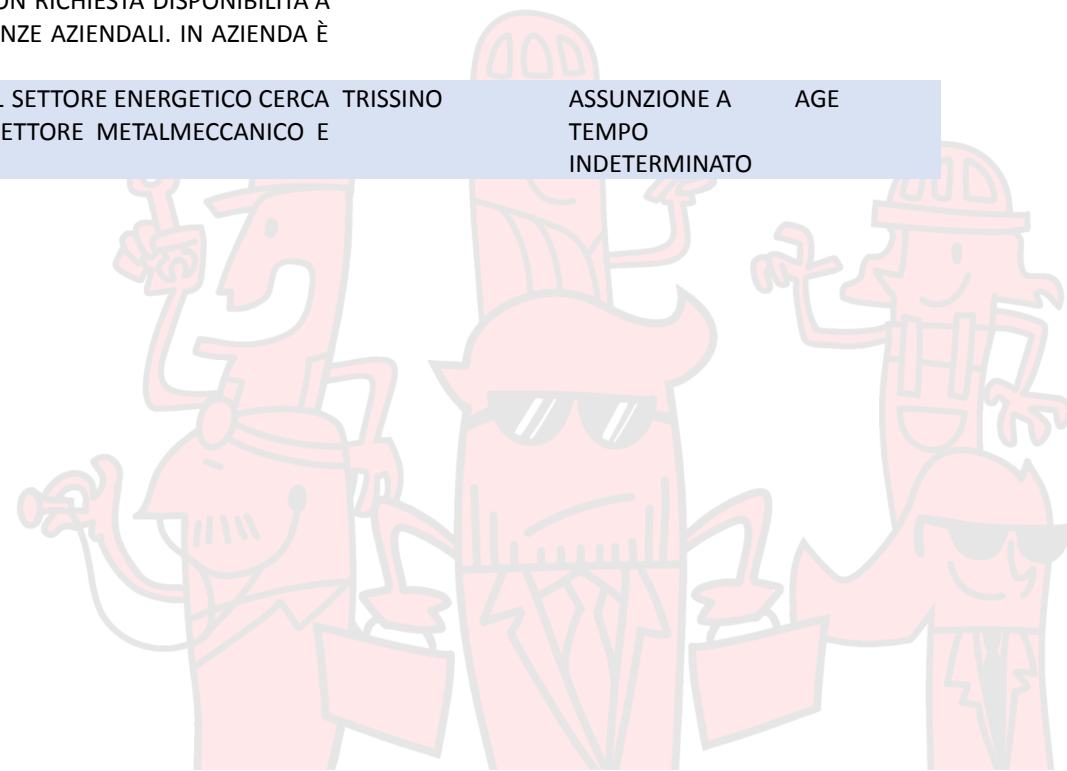 ON RICHIESTA DISPONIBILITÀ A
NZE AZIENDALI. IN AZIENDA È
SETTORE ENERGETICO CERCA TRISSINO ASSUNZIONE A AGE
ETTORE METALMECCANICO E TEMPO
INDETERMINATO